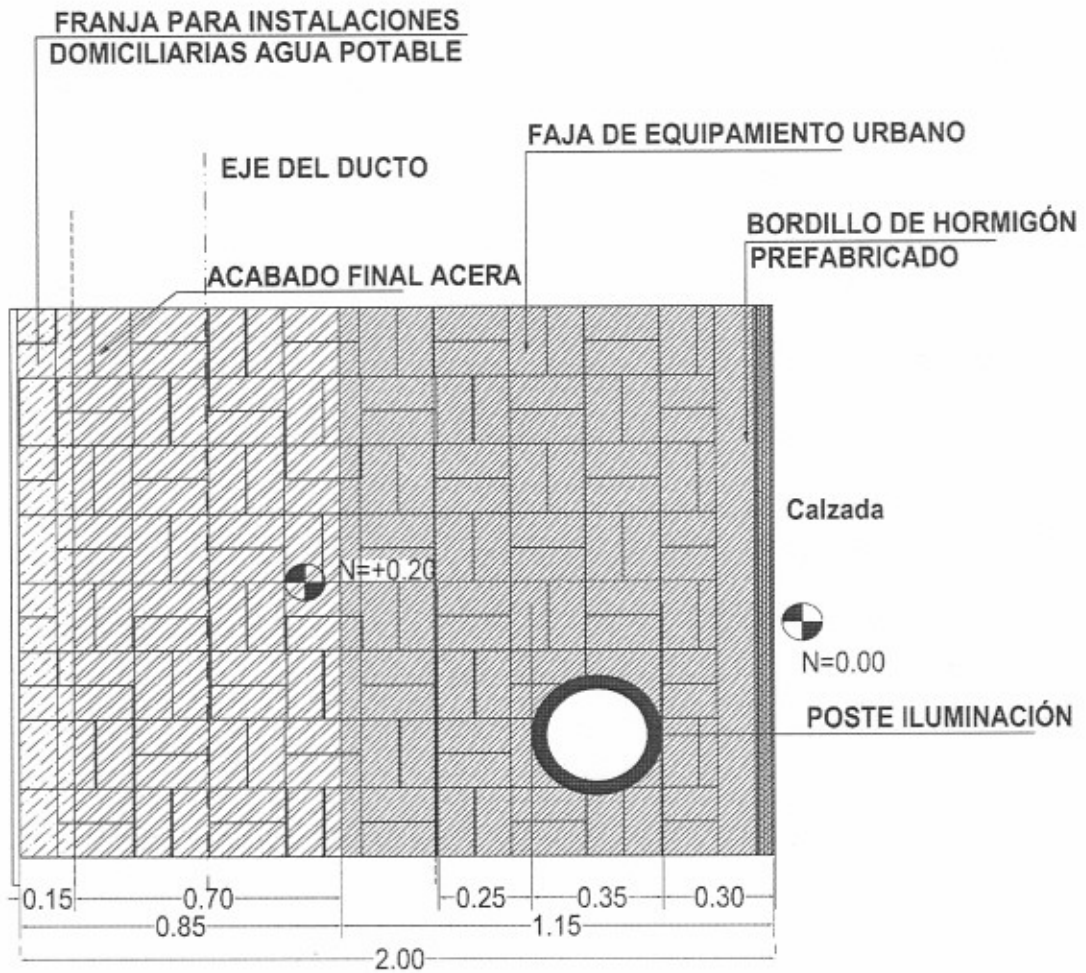 FRANJA PARA INSTALACIONES
DOMICILIARIAS AGUA POTABLE
FAJA DE EQUIPAMIENTO URBANO
EJE DEL DUCTO
BORDILLO DE HORMIGÓN
PREFABRICADO
ACABADO FINAL ACERA
Calzada
N=+0.20
N=0.00
POSTE ILUMINACIÓN
0.15 0.70 0.25 0.35 0.30
0.85 1.15
2.00